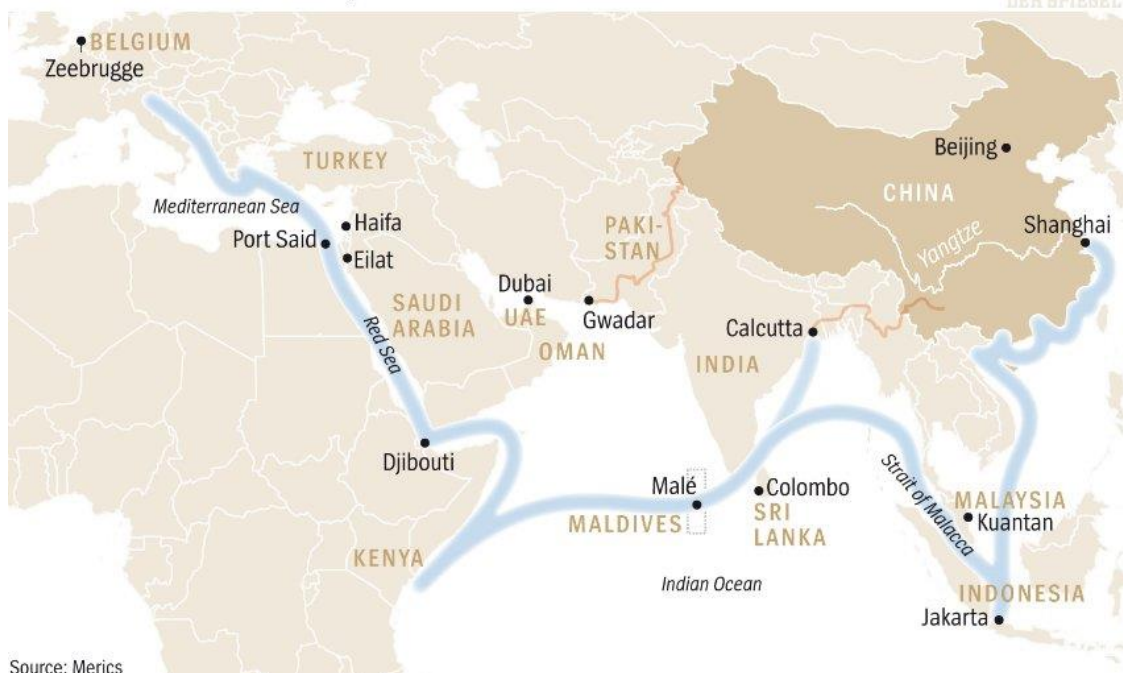 DER SPIEGEL
BELGIUM
Zeebrugge
TURKEY
Mediterranean Sea
Haifa
Port Said
Eilat
SAUDI
ARABIA
Red Sea
Dubai
UAE
OMAN
PAKI-
STAN
Gwadar
Beijing
CHINA
Shanghai
Yangtze
Calcutta
INDIA
Djibouti
KENYA
Malé
MALDIVES
Colombo
SRI
LANKA
Indian Ocean
Strait of Malacca
MALAYSIA
Kuantan
INDONESIA
Jakarta
Source: Merics